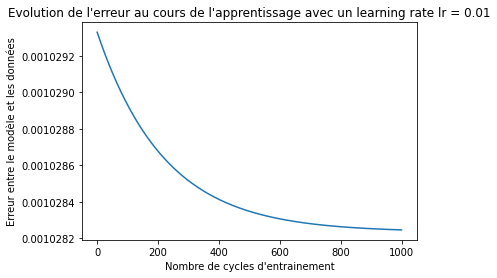 Evolution de l'erreur au cours de l'apprentissage avec un learning rate lr = 0.01
Erreur entre le modèle et les données
0.0010292
0.0010290
0.0010288
0.0010286
0.0010284
0.0010282
0 200 400 600 800 1000
Nombre de cycles d'entrainement